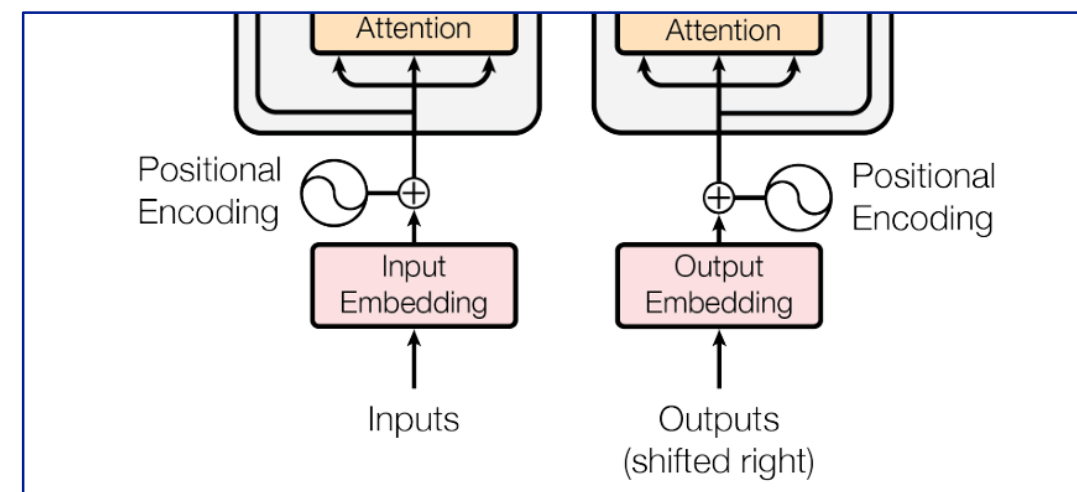 Attention
Attention
Positional
Encoding
Positional
Encoding
Input
Embedding
Output
Embedding
Inputs
Outputs
(shifted right)